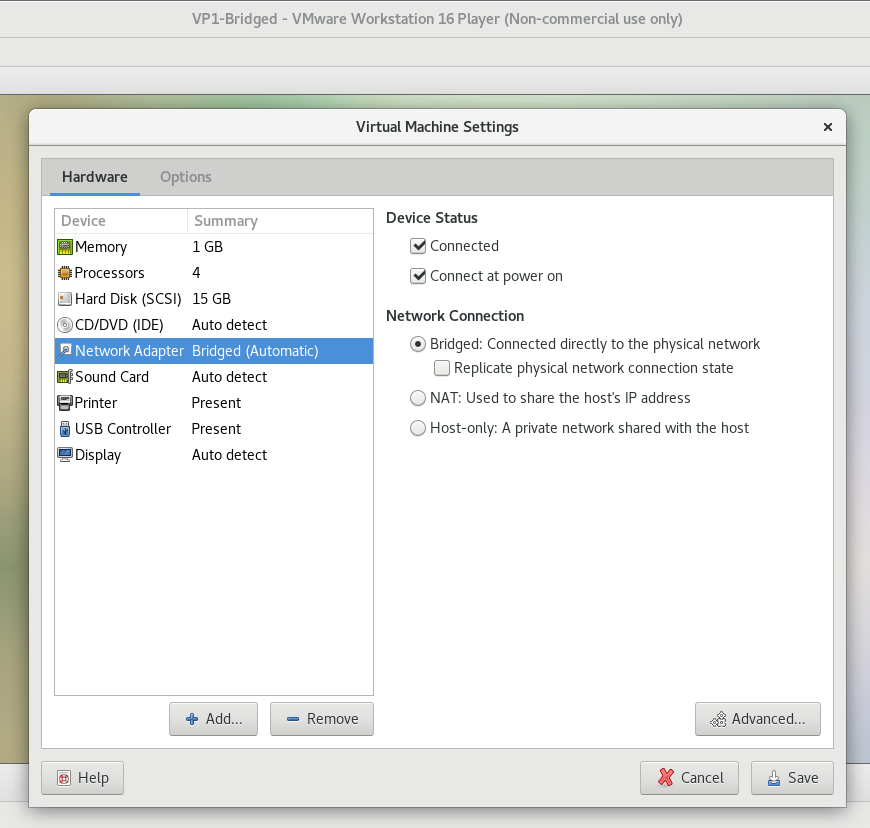 VP1-Bridged - VMware Workstation 16 Player (Non-commercial use only)
Virtual Machine Settings
Hardware Options
Device Summary
Memory 1 GB
Processors 4
Hard Disk (SCSI) 15 GB
CD/DVD (IDE) Auto detect
Network Adapter Bridged (Automatic)
Sound Card Auto detect
Printer Present
USB Controller Present
Display Auto detect
Add... Remove
Device Status
Connected
Connect at power on
Network Connection
Bridged: Connected directly to the physical network
Replicate physical network connection state
NAT: Used to share the host's IP address
Host-only: A private network shared with the host
Advanced...
Help Cancel Save